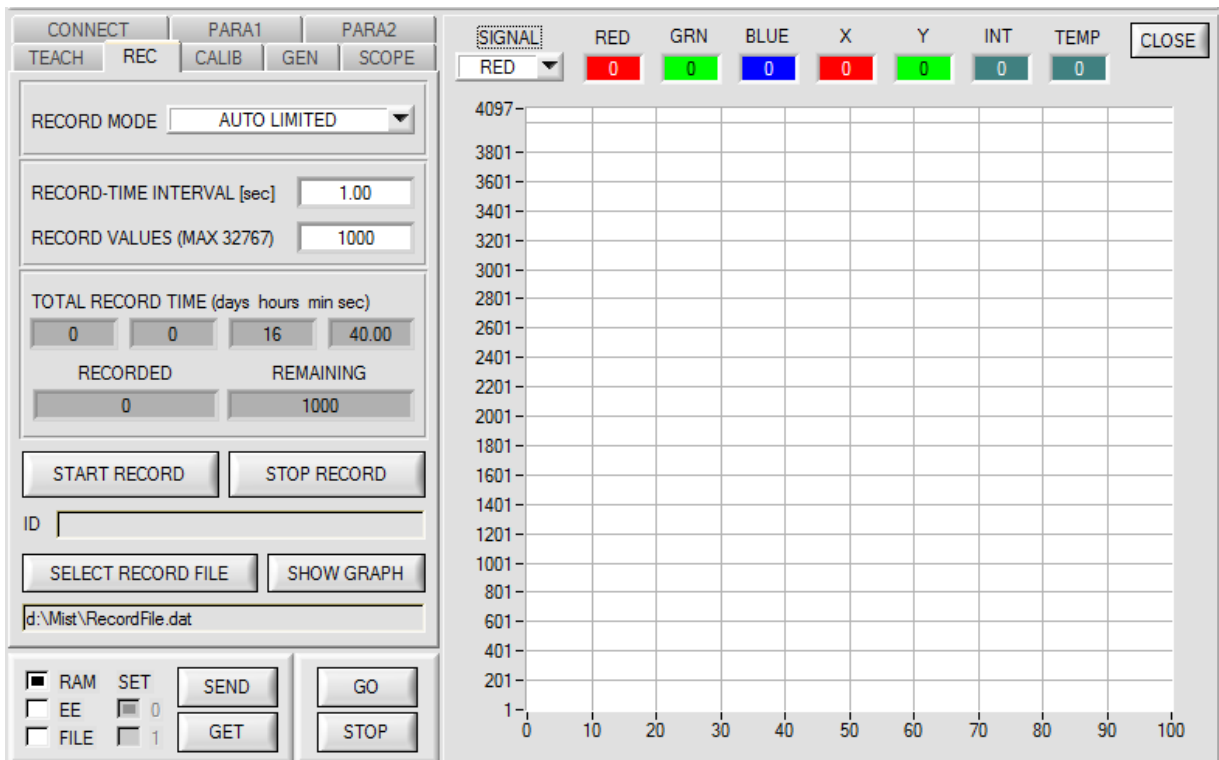 CONNECT PARA1 PARA2
TEACH REC CALIB GEN SCOPE
RECORD MODE AUTO LIMITED
RECORD-TIME INTERVAL [sec] 1.00
RECORD VALUES (MAX 32767) 1000
TOTAL RECORD TIME (days hours min sec)
0 0 16 40.00
RECORDED REMAINING
0 1000
START RECORD STOP RECORD
ID
SELECT RECORD FILE SHOW GRAPH
d:\Mist\RecordFile.dat
RAM SET SEND GO
EE 0
FILE 1 GET STOP
SIGNAL RED GRN BLUE X Y INT TEMP CLOSE
RED 0 0 0 0 0 0 0
4097
3801
3601
3401
3201
3001
2801
2601
2401
2201
2001
1801
1601
1401
1201
1001
801
601
401
201
1
0 10 20 30 40 50 60 70 80 90 100